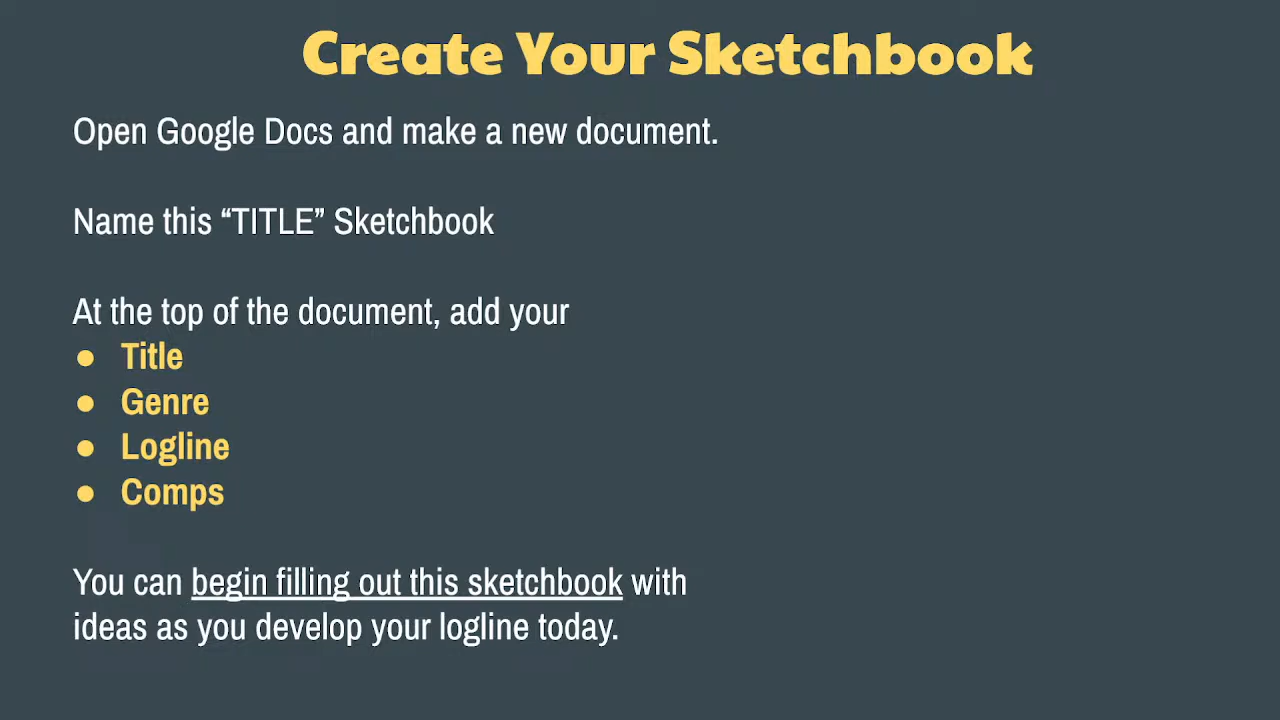 Create Your Sketchbook
Open Google Docs and make a new document.
Name this “TITLE” Sketchbook
At the top of the document, add your
● Title
● Genre
● Logline
● Comps
You can begin filling out this sketchbook with
ideas as you develop your logline today.